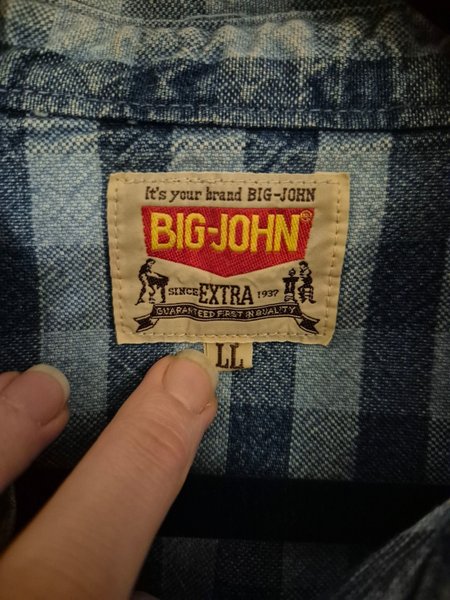 It's your brand BIG-JOHN
BIG-JOHN®
SINCE EXTRA 1937
GUARANTEED FIRST IN QUALITY
LL